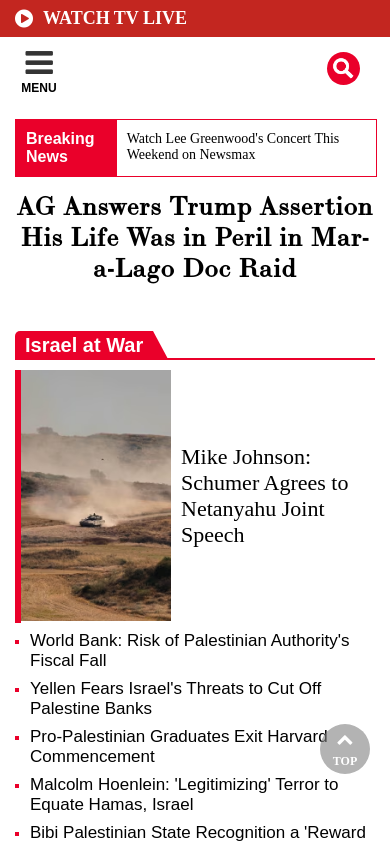 WATCH TV LIVE
MENU
Breaking
News
Watch Lee Greenwood's Concert This
Weekend on Newsmax
AG Answers Trump Assertion
His Life Was in Peril in Mar-
a-Lago Doc Raid
Israel at War
Mike Johnson:
Schumer Agrees to
Netanyahu Joint
Speech
World Bank: Risk of Palestinian Authority's
Fiscal Fall
Yellen Fears Israel's Threats to Cut Off
Palestine Banks
Pro-Palestinian Graduates Exit Harvard
Commencement
TOP
Malcolm Hoenlein: 'Legitimizing' Terror to
Equate Hamas, Israel
Bibi Palestinian State Recognition a 'Reward